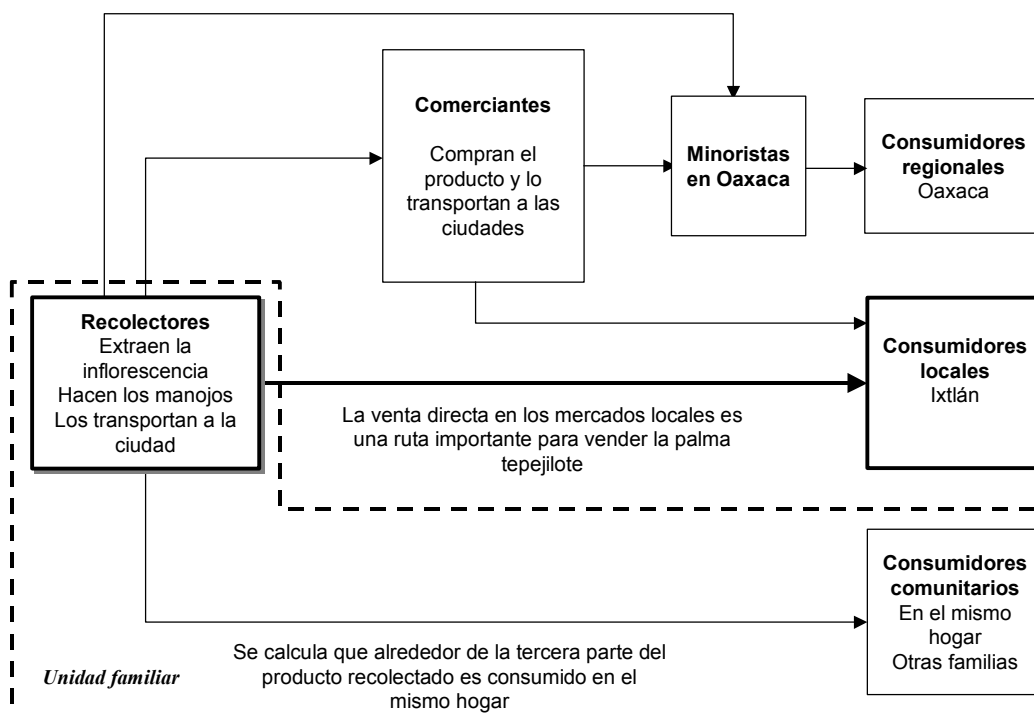 Comerciantes
Compran el
producto y lo
transportan a las
ciudades
Minoristas
en Oaxaca
Consumidores
regionales
Oaxaca
Recolectores
Extraen la
inflorescencia
Hacen los manojos
Los transportan a la
ciudad
La venta directa en los mercados locales es
una ruta importante para vender la palma
tepejilote
Consumidores
locales
Ixtlán
Consumidores
comunitarios
En el mismo
hogar
Otras familias
Se calcula que alrededor de la tercera parte del
producto recolectado es consumido en el
mismo hogar
Unidad familiar